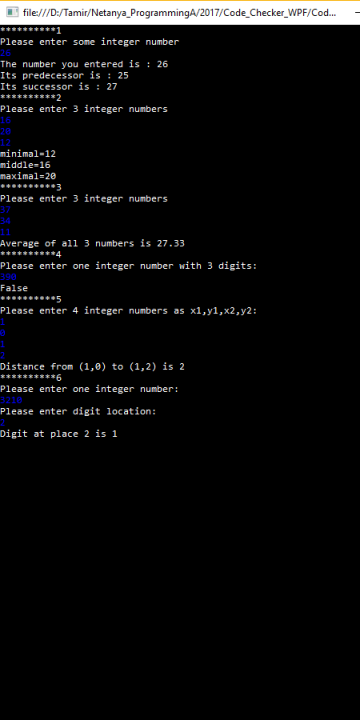 file:///D:/Tamir/Netanya_ProgrammingA/2017/Code_Checker_WPF/Cod...
**********1
Please enter some integer number
26
The number you entered is : 26
Its predecessor is : 25
Its successor is : 27
**********2
Please enter 3 integer numbers
16
20
12
minimal=12
middle=16
maximal=20
**********3
Please enter 3 integer numbers
37
34
11
Average of all 3 numbers is 27.33
**********4
Please enter one integer number with 3 digits:
False
**********5
Please enter 4 integer numbers as x1,y1,x2,y2:
1
0
1
2
Distance from (1,0) to (1,2) is 2
**********6
Please enter one integer number:
3210
Please enter digit location:
2
Digit at place 2 is 1